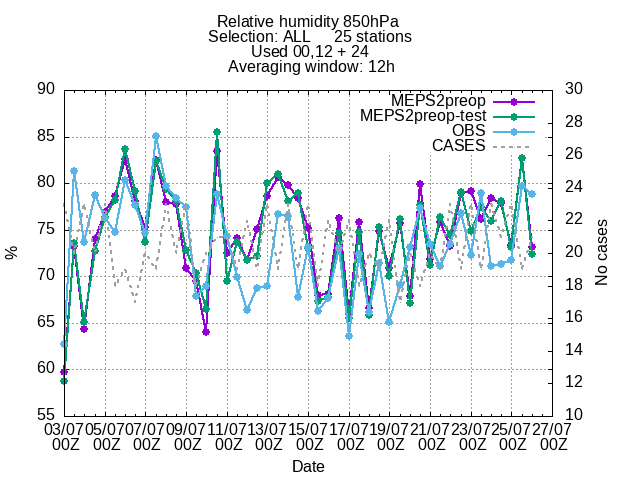 Relative humidity 850hPa
Selection: ALL 25 stations
Used 00,12 + 24
Averaging window: 12h
MEPS2preop
MEPS2preop-test
OBS
CASES
90
85
80
75
70
65
60
55
%
30
28
26
24
22
20
18
16
14
12
10
No cases
03/07 05/07 07/07 09/07 11/07 13/07 15/07 17/07 19/07 21/07 23/07 25/07 27/07
00Z 00Z 00Z 00Z 00Z 00Z 00Z 00Z 00Z 00Z 00Z 00Z 00Z
Date